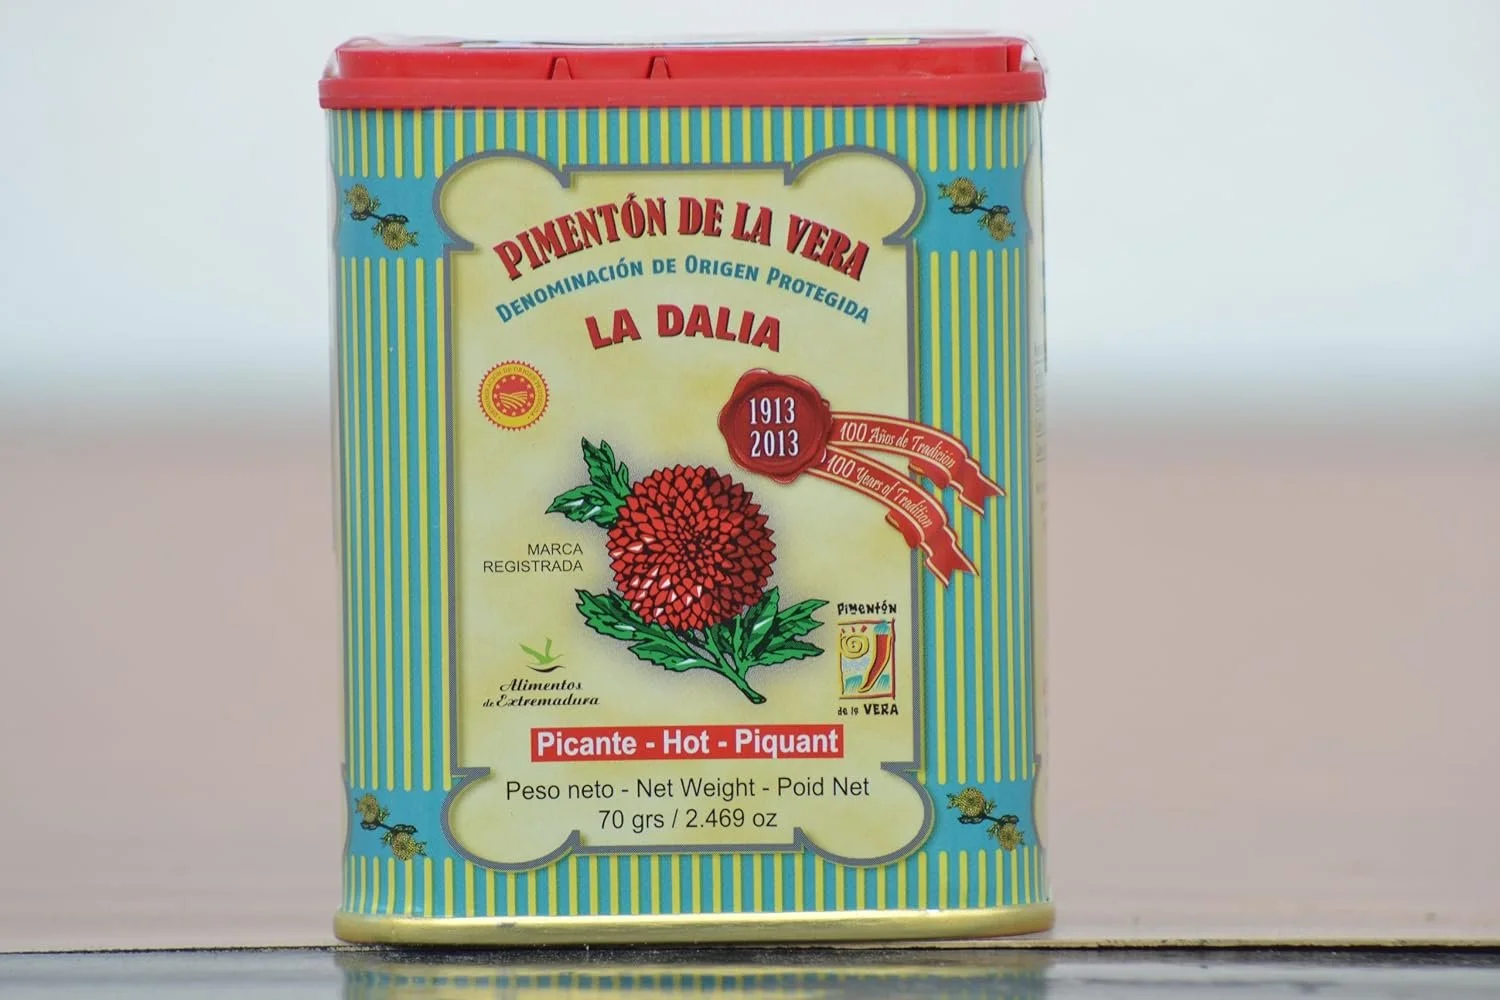 PIMENTÓN DE LA VERA
DENOMINACIÓN DE ORIGEN PROTEGIDA
LA DALIA
1913
2013
100 Años de Tradición
100 Years of Tradition
MARCA
REGISTRADA
Alimentos
de Extremadura
PIMENTÓN
de la VERA
Picante - Hot - Piquant
Peso neto - Net Weight - Poid Net
70 grs / 2.469 oz